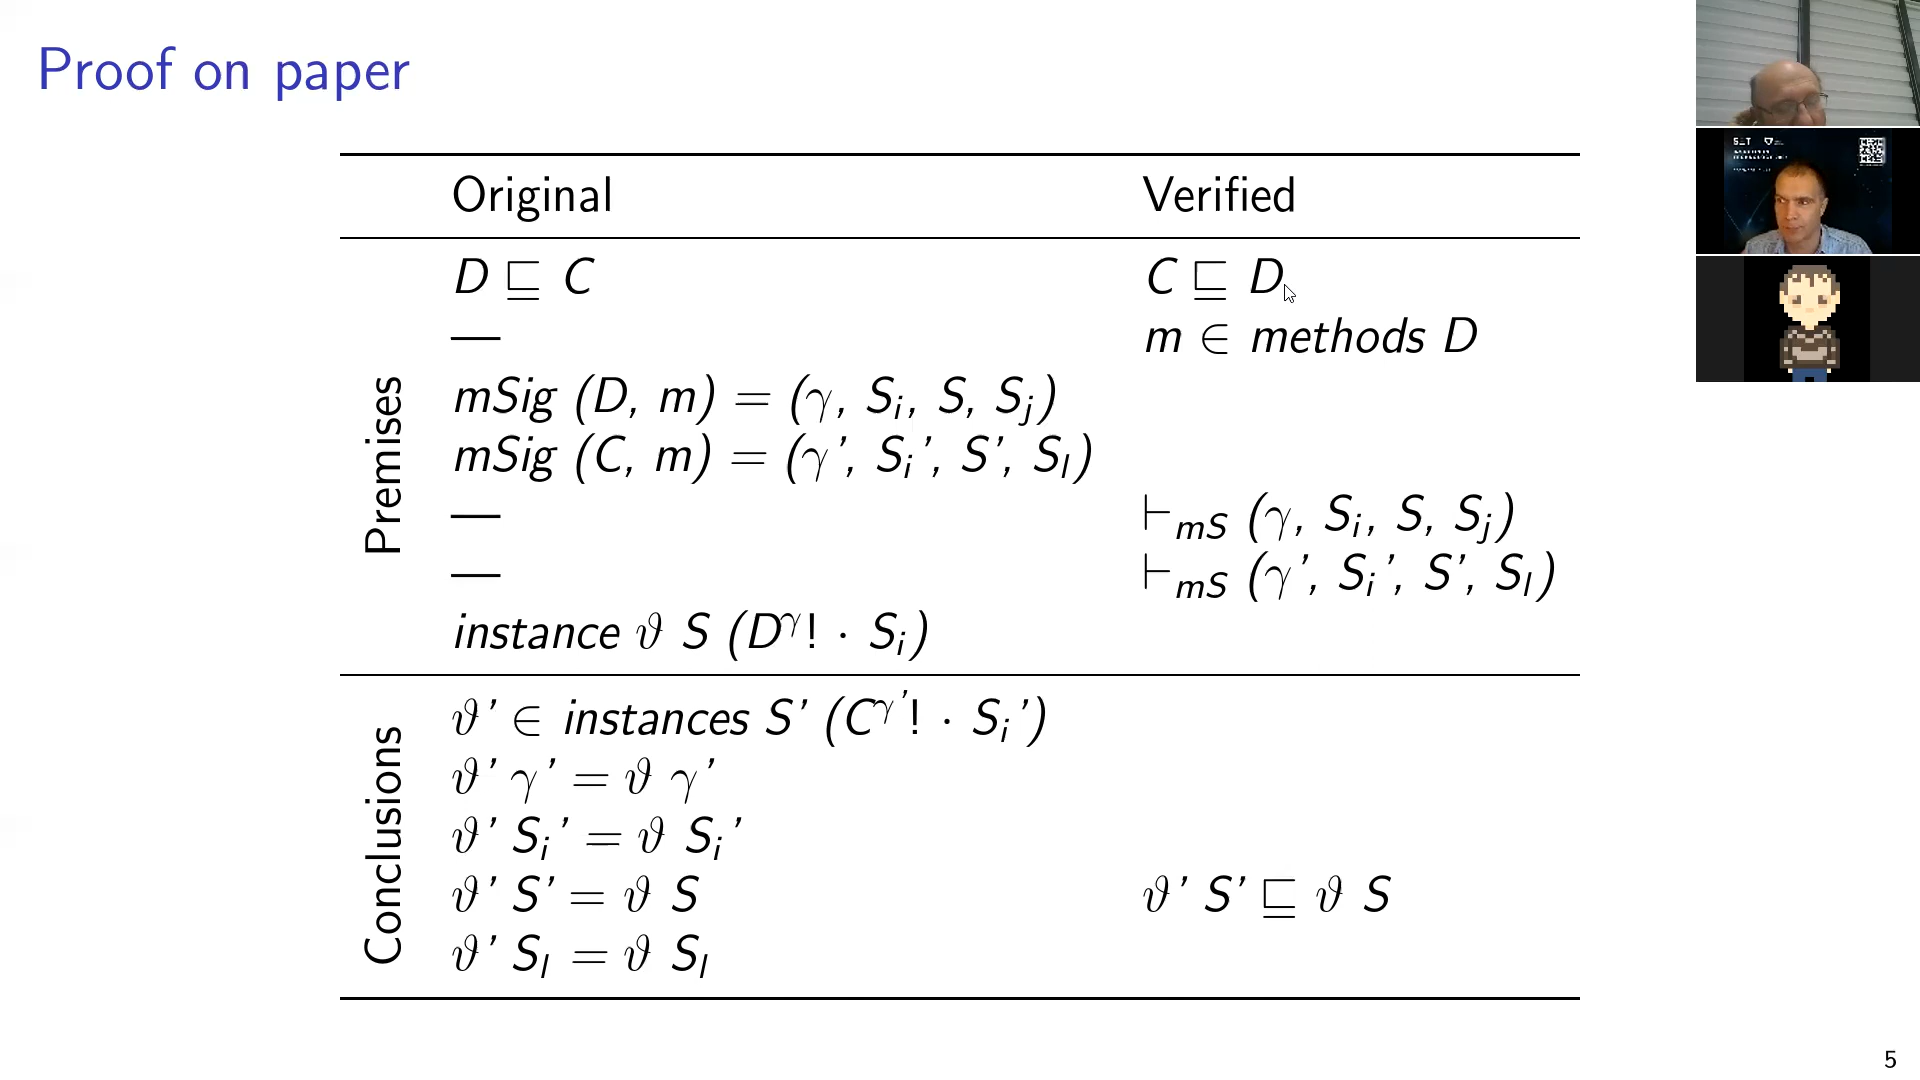 Proof on paper
Original Verified
Premises
D ⊑ C C ⊑ D
— m ∈ methods D
mSig (D, m) = (γ, Sᵢ, S, Sⱼ)
mSig (C, m) = (γ’, Sᵢ’, S’, Sₗ)
— ⊢ₘS (γ, Sᵢ, S, Sⱼ)
— ⊢ₘS (γ’, Sᵢ’, S’, Sₗ)
instance ϑ S (D^γ! · Sᵢ)
Conclusions
ϑ’ ∈ instances S’ (C^γ’! · Sᵢ’)
ϑ’ γ’ = ϑ γ’
ϑ’ Sᵢ’ = ϑ Sᵢ’
ϑ’ S’ = ϑ S ϑ’ S’ ⊑ ϑ S
ϑ’ Sₗ = ϑ Sₗ
5